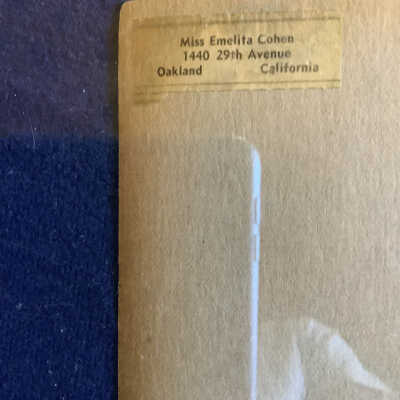 Miss Emelita Cohen
1440 29th Avenue
Oakland California